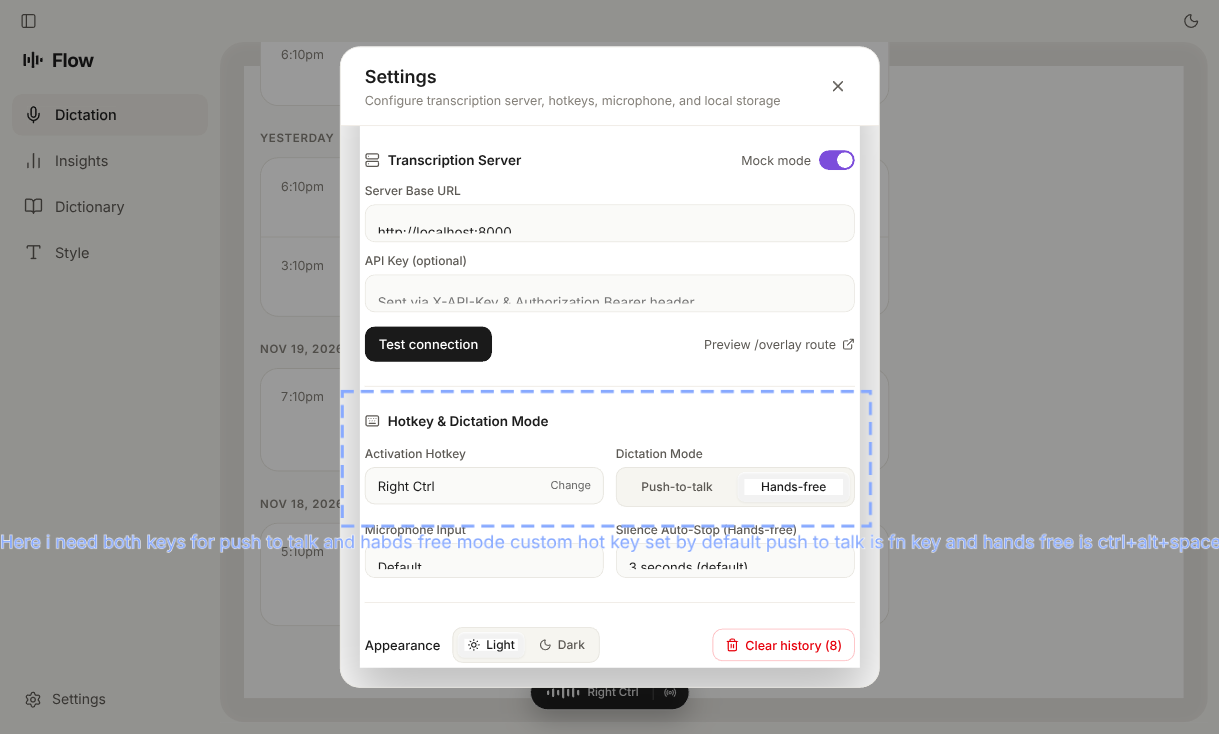 Flow
Dictation
Insights
Dictionary
Style
Settings
6:10pm
YESTERDAY
6:10pm
3:10pm
NOV 19, 2026
7:10pm
NOV 18, 2026
5:10pm
Settings
Configure transcription server, hotkeys, microphone, and local storage
Transcription Server
Mock mode
Server Base URL
http://localhost:8000
API Key (optional)
Sent via X-API-Key & Authorization Bearer header
Test connection
Preview /overlay route
Hotkey & Dictation Mode
Activation Hotkey
Dictation Mode
Right Ctrl
Change
Push-to-talk
Hands-free
Microphone Input
Silence Auto-Stop (Hands-free)
Here I need both keys for push to talk and habds free mode custom hot key set by default push to talk is fn key and hands free is ctrl+alt+space
Default
3 seconds (default)
Appearance
Light
Dark
Clear history (8)
Right Ctrl